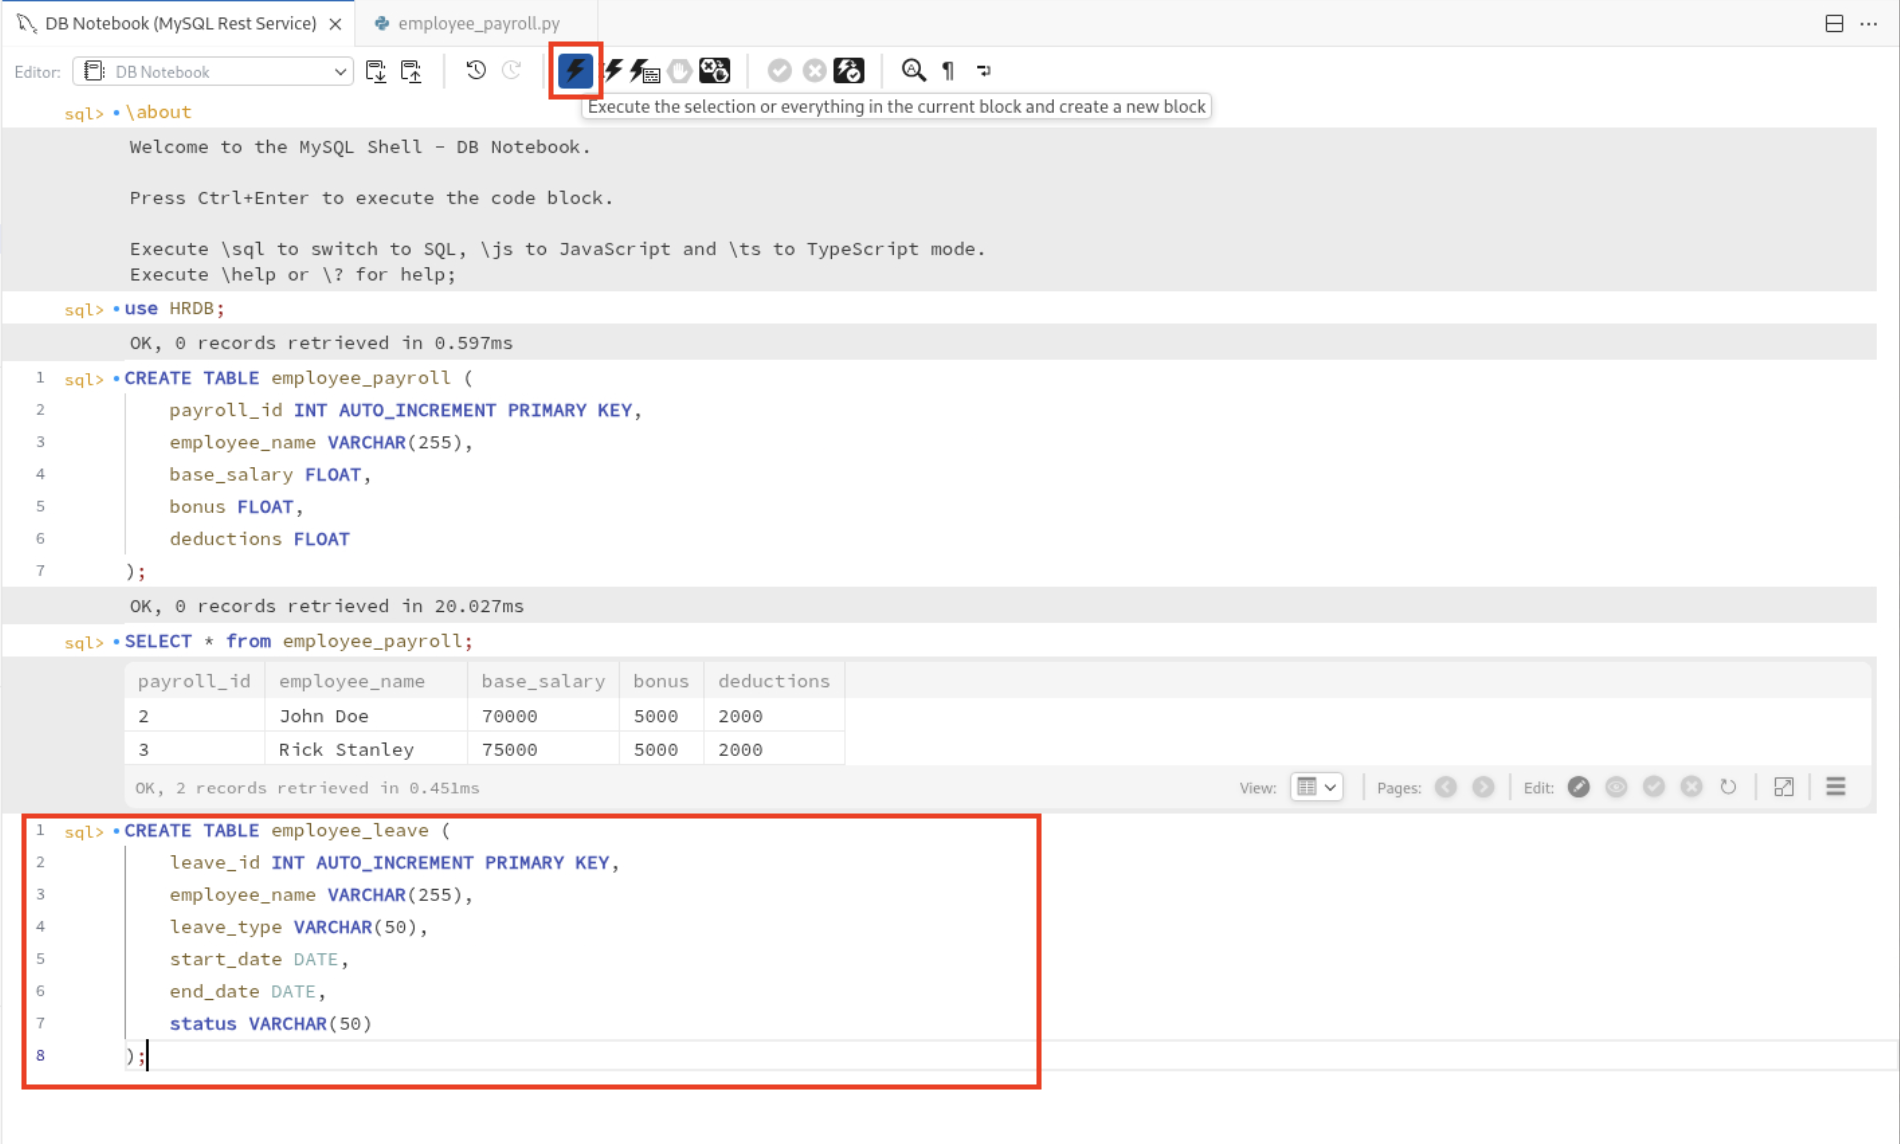 DB Notebook (MySQL Rest Service)
employee_payroll.py
Editor: DB Notebook
Execute the selection or everything in the current block and create a new block
sql> \about
Welcome to the MySQL Shell - DB Notebook.
Press Ctrl+Enter to execute the code block.
Execute \sql to switch to SQL, \js to JavaScript and \ts to TypeScript mode.
Execute \help or \? for help;
sql> use HRDB;
OK, 0 records retrieved in 0.597ms
1 sql> CREATE TABLE employee_payroll (
2 payroll_id INT AUTO_INCREMENT PRIMARY KEY,
3 employee_name VARCHAR(255),
4 base_salary FLOAT,
5 bonus FLOAT,
6 deductions FLOAT
7 );
OK, 0 records retrieved in 20.027ms
sql> SELECT * from employee_payroll;
payroll_id employee_name base_salary bonus deductions
2 John Doe 70000 5000 2000
3 Rick Stanley 75000 5000 2000
OK, 2 records retrieved in 0.451ms View: Pages: Edit:
1 sql> CREATE TABLE employee_leave (
2 leave_id INT AUTO_INCREMENT PRIMARY KEY,
3 employee_name VARCHAR(255),
4 leave_type VARCHAR(50),
5 start_date DATE,
6 end_date DATE,
7 status VARCHAR(50)
8 );